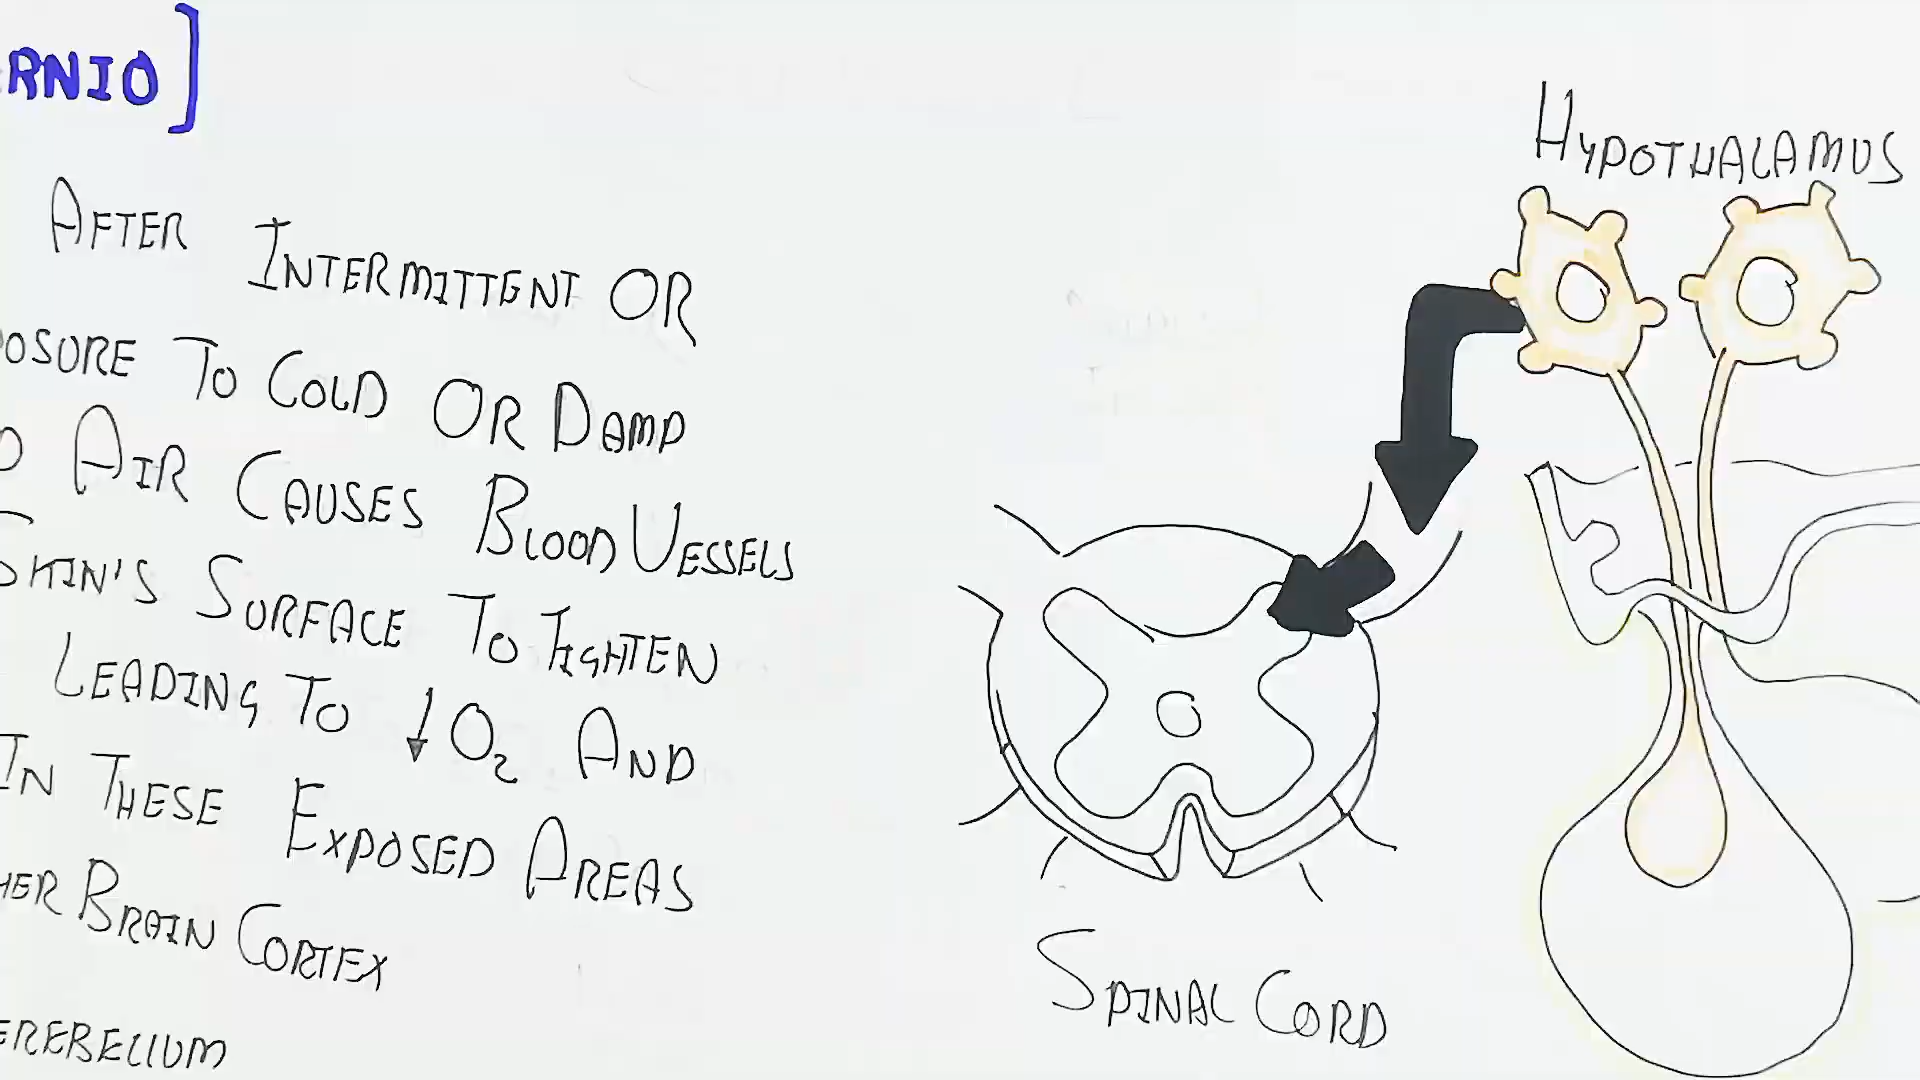 RNIO]
HYPOTHALAMUS
AFTER INTERMITTENT OR
OSURE TO COLD OR DAMP
AIR CAUSES BLOOD VESSELS
SKIN'S SURFACE TO TIGHTEN
LEADING TO ↓O₂ AND
IN THESE EXPOSED AREAS
HER BRAIN CORTEX
EREBELLUM
SPINAL CORD